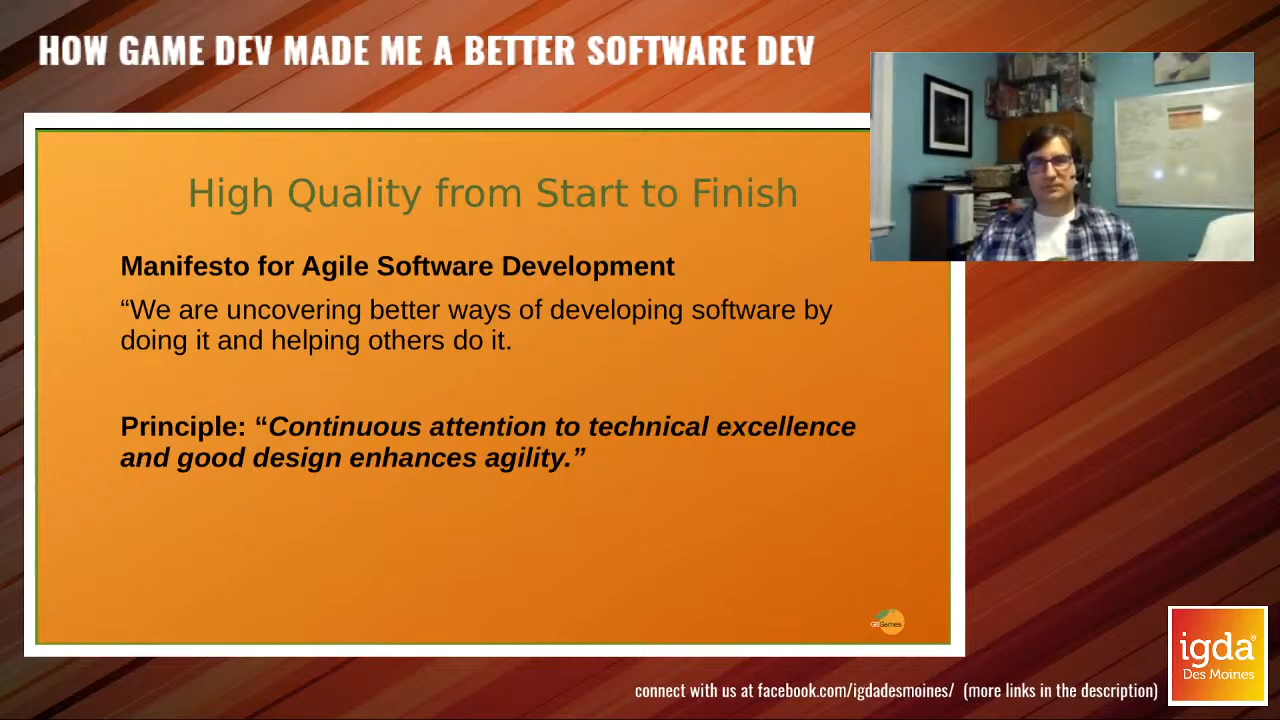 HOW GAME DEV MADE ME A BETTER SOFTWARE DEV
High Quality from Start to Finish
Manifesto for Agile Software Development
“We are uncovering better ways of developing software by
doing it and helping others do it.
Principle: “Continuous attention to technical excellence
and good design enhances agility.”
GBGames
igda®
Des Moines
connect with us at facebook.com/igdadesmoines/ (more links in the description)